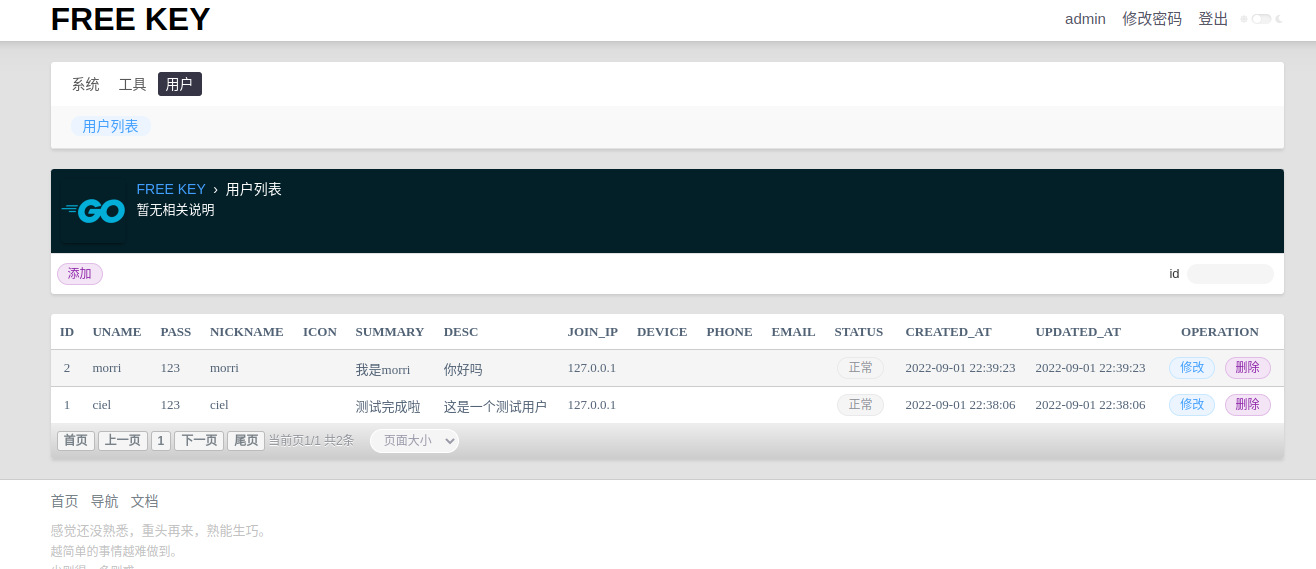 FREE KEY
admin 修改密码 登出
系统 工具 用户
用户列表
GO
FREE KEY › 用户列表
暂无相关说明
添加 id
ID UNAME PASS NICKNAME ICON SUMMARY DESC JOIN_IP DEVICE PHONE EMAIL STATUS CREATED_AT UPDATED_AT OPERATION
2 morri 123 morri 我是morri 你好吗 127.0.0.1 正常 2022-09-01 22:39:23 2022-09-01 22:39:23 修改 删除
1 ciel 123 ciel 测试完成啦 这是一个测试用户 127.0.0.1 正常 2022-09-01 22:38:06 2022-09-01 22:38:06 修改 删除
首页 上一页 1 下一页 尾页 当前页1/1 共2条 页面大小
首页 导航 文档
感觉还没熟悉，重头再来，熟能生巧。
越简单的事情越难做到。